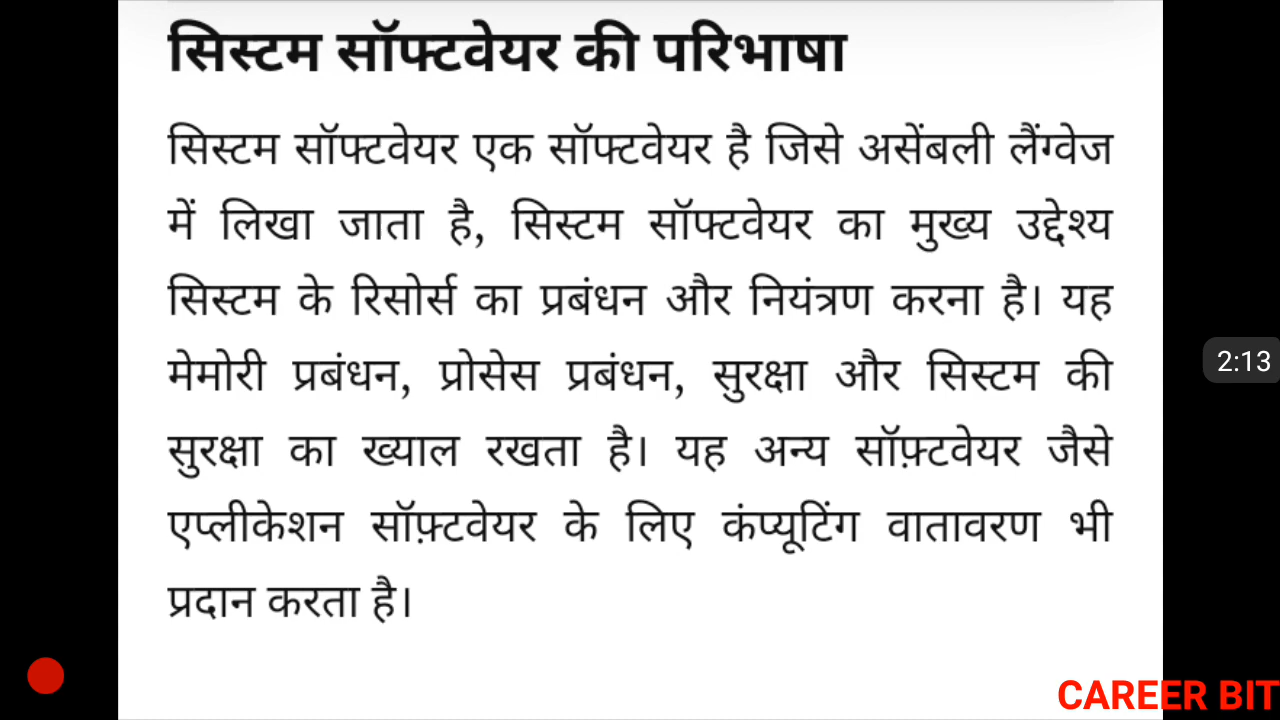 सिस्टम सॉफ्टवेयर की परिभाषा
सिस्टम सॉफ्टवेयर एक सॉफ्टवेयर है जिसे असेंबली लैंग्वेज
में लिखा जाता है, सिस्टम सॉफ्टवेयर का मुख्य उद्देश्य
सिस्टम के रिसोर्स का प्रबंधन और नियंत्रण करना है। यह
मेमोरी प्रबंधन, प्रोसेस प्रबंधन, सुरक्षा और सिस्टम की
सुरक्षा का ख्याल रखता है। यह अन्य सॉफ़्टवेयर जैसे
एप्लीकेशन सॉफ़्टवेयर के लिए कंप्यूटिंग वातावरण भी
प्रदान करता है।
2:13
CAREER BIT